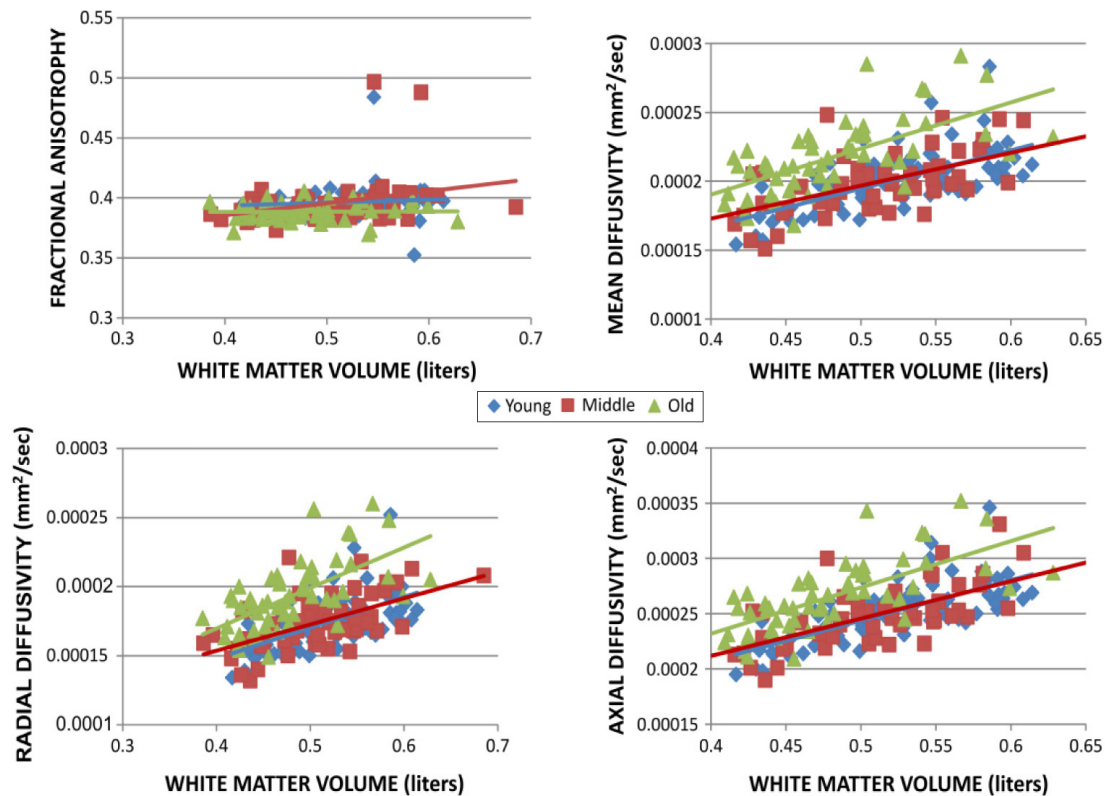 0.55
0.5
0.45
0.4
0.35
0.3
FRACTIONAL ANISOTROPY
0.3 0.4 0.5 0.6 0.7
WHITE MATTER VOLUME (liters)
0.0003
0.00025
0.0002
0.00015
0.0001
MEAN DIFFUSIVITY (mm²/sec)
0.4 0.45 0.5 0.55 0.6 0.65
WHITE MATTER VOLUME (liters)
Young Middle Old
0.0003
0.00025
0.0002
0.00015
0.0001
RADIAL DIFFUSIVITY (mm²/sec)
0.3 0.4 0.5 0.6 0.7
WHITE MATTER VOLUME (liters)
0.0004
0.00035
0.0003
0.00025
0.0002
0.00015
AXIAL DIFFUSIVITY (mm²/sec)
0.4 0.45 0.5 0.55 0.6 0.65
WHITE MATTER VOLUME (liters)